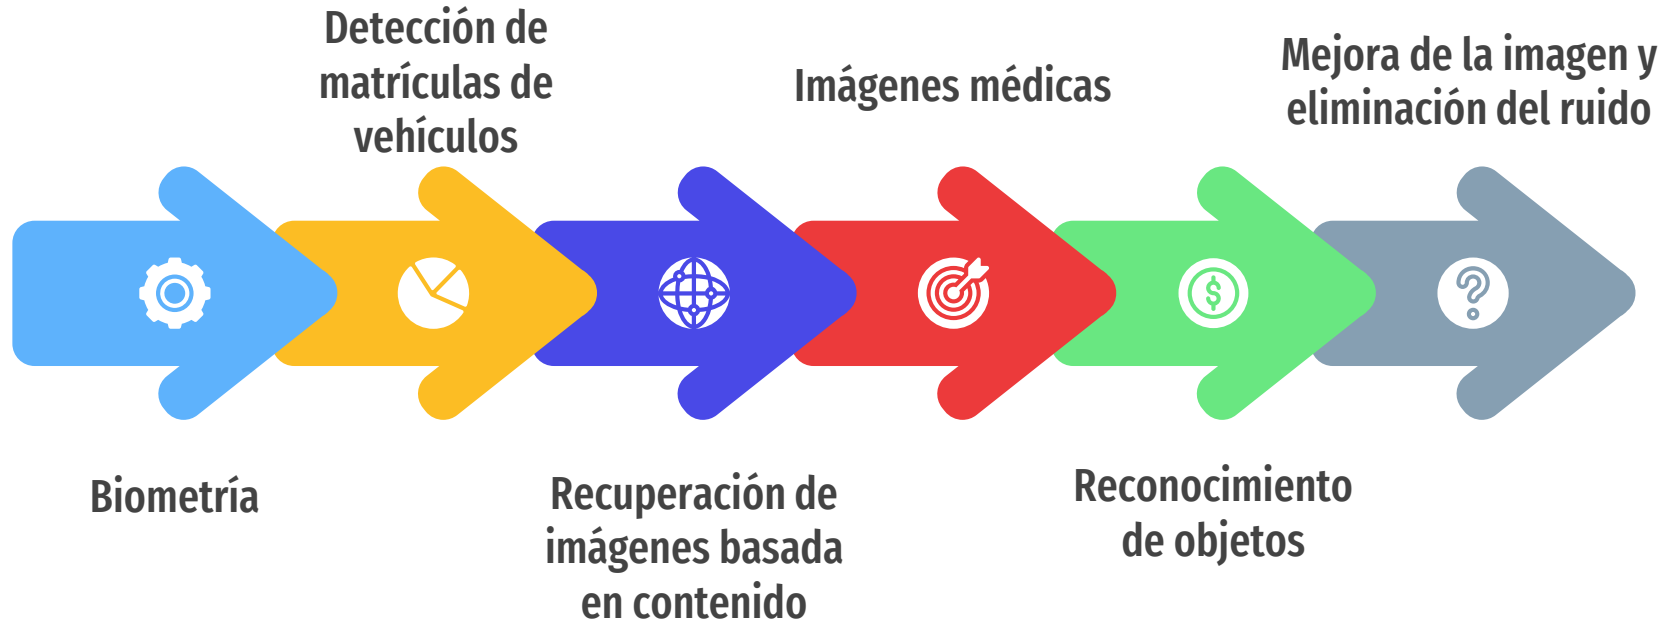 Detección de
matrículas de
vehículos
Imágenes médicas
Mejora de la imagen y
eliminación del ruido
$
?
Biometría
Recuperación de
imágenes basada
en contenido
Reconocimiento
de objetos